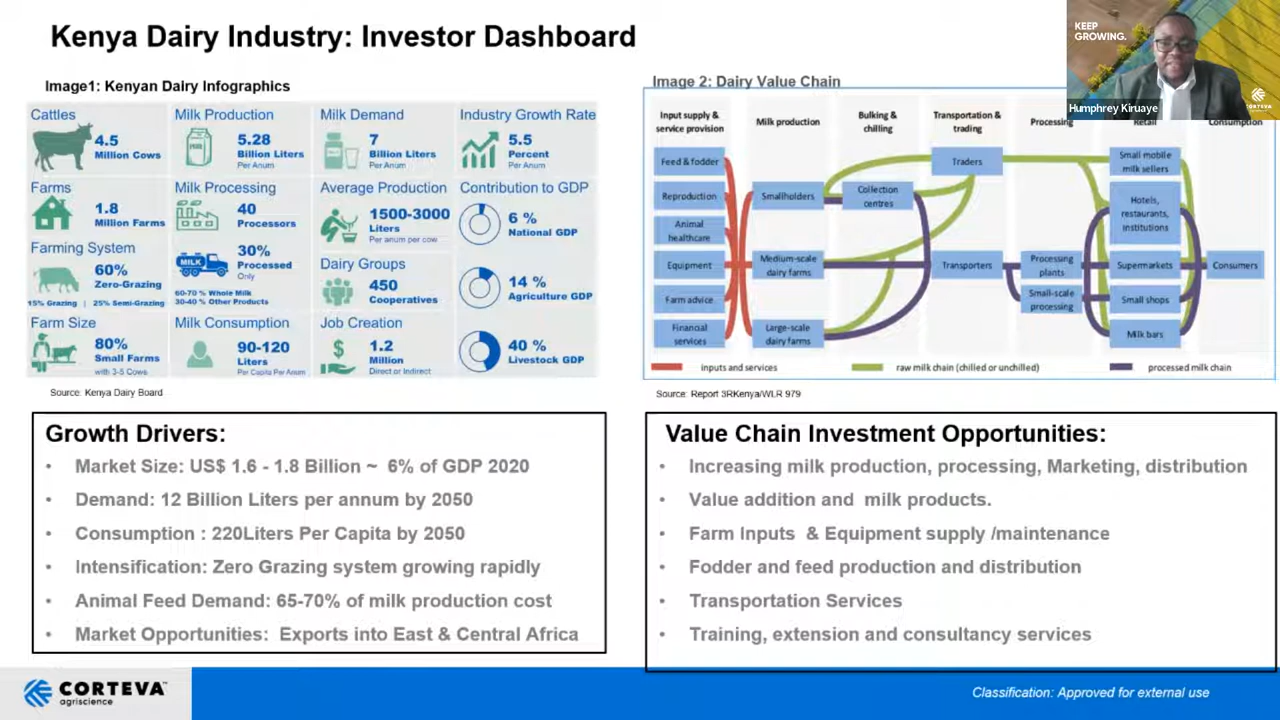 Kenya Dairy Industry: Investor Dashboard
KEEP
GROWING.
Humphrey Kiruaye
CORTEVA
Image1: Kenyan Dairy Infographics
Cattles
4.5
Million Cows
Milk Production
5.28
Billion Liters
Per Anum
Milk Demand
7
Billion Liters
Per Anum
Industry Growth Rate
5.5
Percent
Per Anum
Farms
1.8
Million Farms
Milk Processing
40
Processors
Average Production
1500-3000
Liters
Per anum per cow
Contribution to GDP
6 %
National GDP
Farming System
60%
Zero-Grazing
15% Grazing | 25% Semi-Grazing
MILK
30%
Processed
Only
60-70 % Whole Milk
30-40 % Other Products
Dairy Groups
450
Cooperatives
14 %
Agriculture GDP
Farm Size
80%
Small Farms
with 3-5 Cows
Milk Consumption
90-120
Liters
Per Capita Per Anum
Job Creation
1.2
Million
Direct or Indirect
40 %
Livestock GDP
Source: Kenya Dairy Board
Image 2: Dairy Value Chain
Input supply &
service provision
Milk production
Bulking &
chilling
Transportation &
trading
Processing
Retail
Consumption
Feed & fodder
Reproduction
Animal
healthcare
Equipment
Farm advice
Financial
services
Smallholders
Medium-scale
dairy farms
Large-scale
dairy farms
Collection
centres
Traders
Transporters
Processing
plants
Small-scale
processing
Small mobile
milk sellers
Hotels,
restaurants,
institutions
Supermarkets
Small shops
Milk bars
Consumers
inputs and services
raw milk chain (chilled or unchilled)
processed milk chain
Source: Report 3RKenya/WLR 979
Growth Drivers:
• Market Size: US$ 1.6 - 1.8 Billion ~ 6% of GDP 2020
• Demand: 12 Billion Liters per annum by 2050
• Consumption : 220Liters Per Capita by 2050
• Intensification: Zero Grazing system growing rapidly
• Animal Feed Demand: 65-70% of milk production cost
• Market Opportunities: Exports into East & Central Africa
Value Chain Investment Opportunities:
• Increasing milk production, processing, Marketing, distribution
• Value addition and milk products.
• Farm Inputs & Equipment supply /maintenance
• Fodder and feed production and distribution
• Transportation Services
• Training, extension and consultancy services
CORTEVA™
agriscience
Classification: Approved for external use